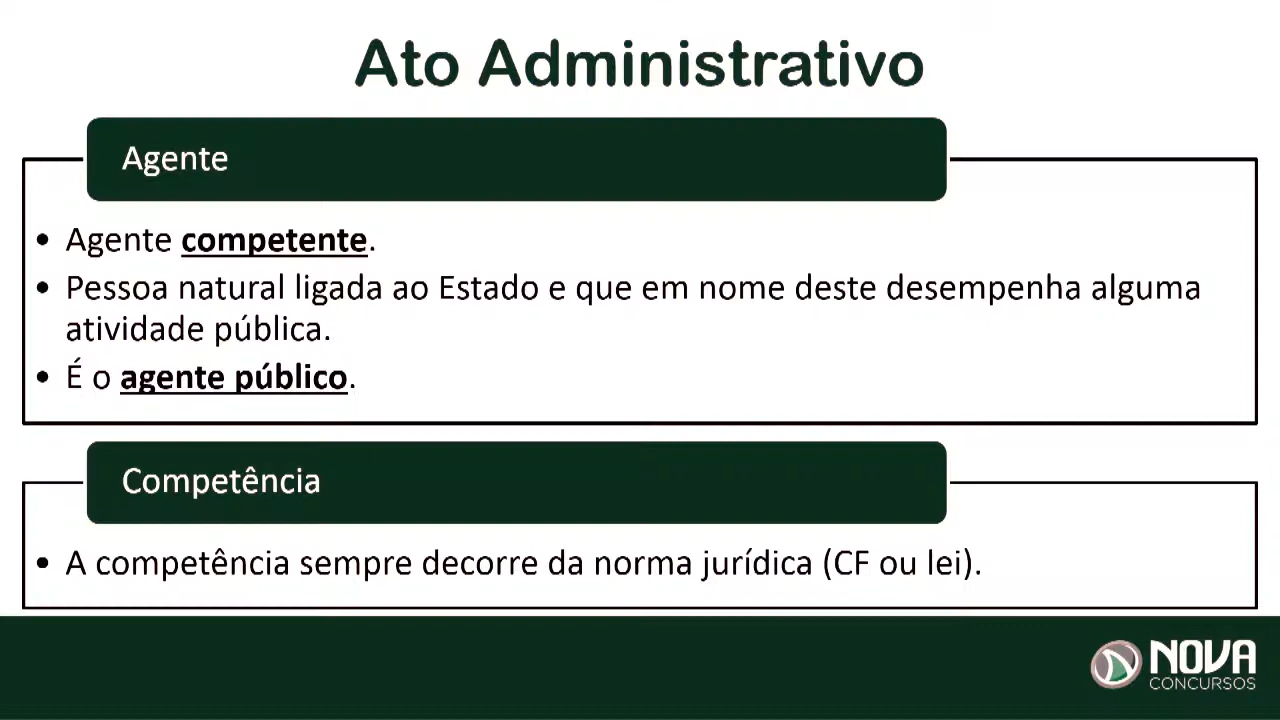 Ato Administrativo
Agente
• Agente competente.
• Pessoa natural ligada ao Estado e que em nome deste desempenha alguma
atividade pública.
• É o agente público.
Competência
• A competência sempre decorre da norma jurídica (CF ou lei).
NOVA
CONCURSOS